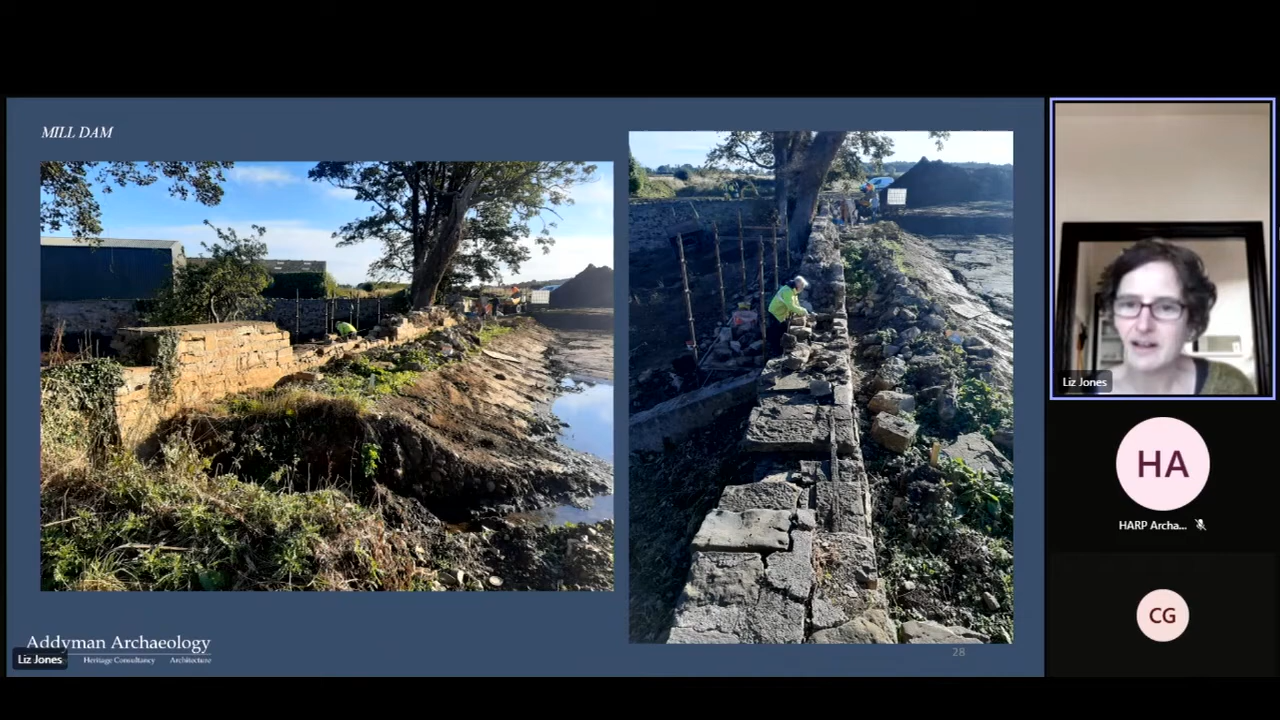 MILL DAM
Addyman Archaeology
Heritage Consultancy Architecture
Liz Jones
28
Liz Jones
HA
HARP Archa...
CG